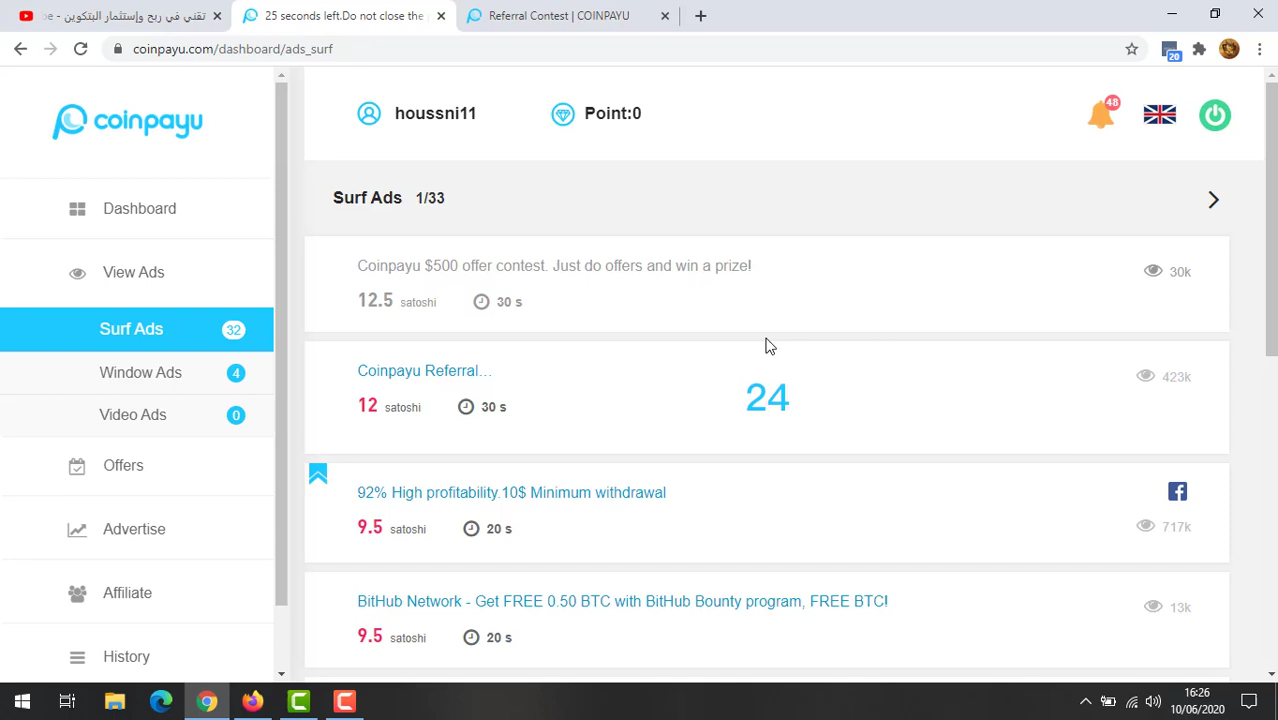 تقني في ربح وإستثمار البتكوين - be
25 seconds left.Do not close the
Referral Contest | COINPAYU
coinpayu.com/dashboard/ads_surf
20
coinpayu
houssni11
Point:0
48
Dashboard
View Ads
Surf Ads 32
Window Ads 4
Video Ads 0
Offers
Advertise
Affiliate
History
Surf Ads 1/33
Coinpayu $500 offer contest. Just do offers and win a prize!
12.5 satoshi 30 s
30k
Coinpayu Referral…
12 satoshi 30 s
24
423k
92% High profitability.10$ Minimum withdrawal
9.5 satoshi 20 s
717k
BitHub Network - Get FREE 0.50 BTC with BitHub Bounty program, FREE BTC!
9.5 satoshi 20 s
13k
16:26
10/06/2020